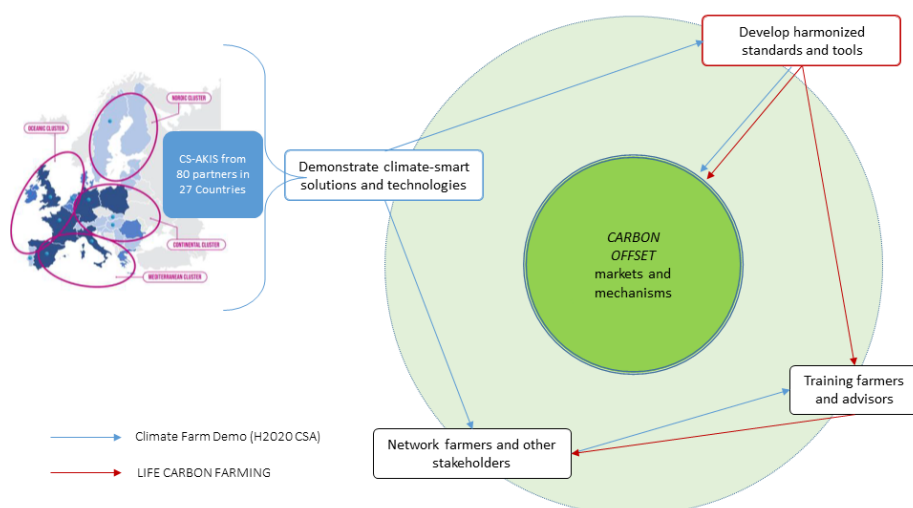 Develop harmonized
standards and tools
NORDIC CLUSTER
OCEANIC CLUSTER
CS-AKIS from
80 partners in
27 Countries
Demonstrate climate-smart
solutions and technologies
CONTINENTAL CLUSTER
MEDITERRANEAN CLUSTER
CARBON
OFFSET
markets and
mechanisms
Training farmers
and advisors
Network farmers and other
stakeholders
Climate Farm Demo (H2020 CSA)
LIFE CARBON FARMING